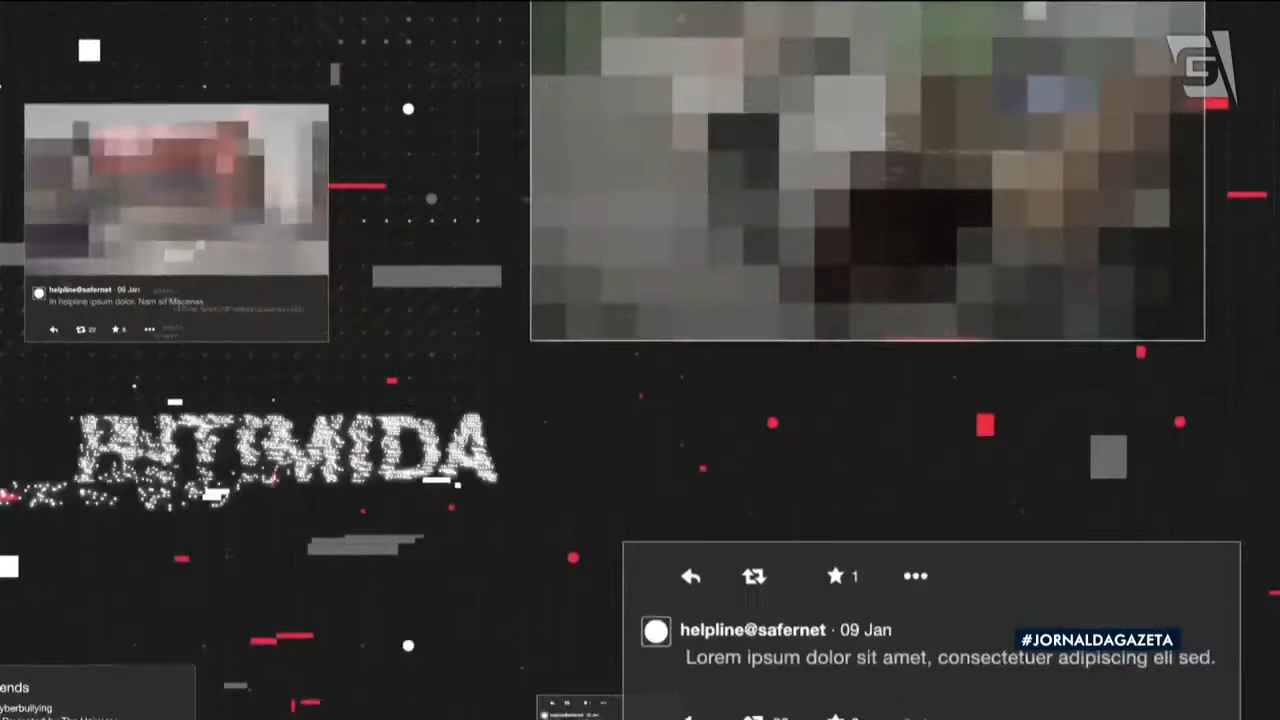 helpline@safernet · 09 Jan
In helpline ipsum dolor. Nam sit Macenas
22
INTIMIDA
1
helpline@safernet · 09 Jan
#JORNALDAGAZETA
Lorem ipsum dolor sit amet, consectetuer adipiscing eli sed.
ends
yberbullying